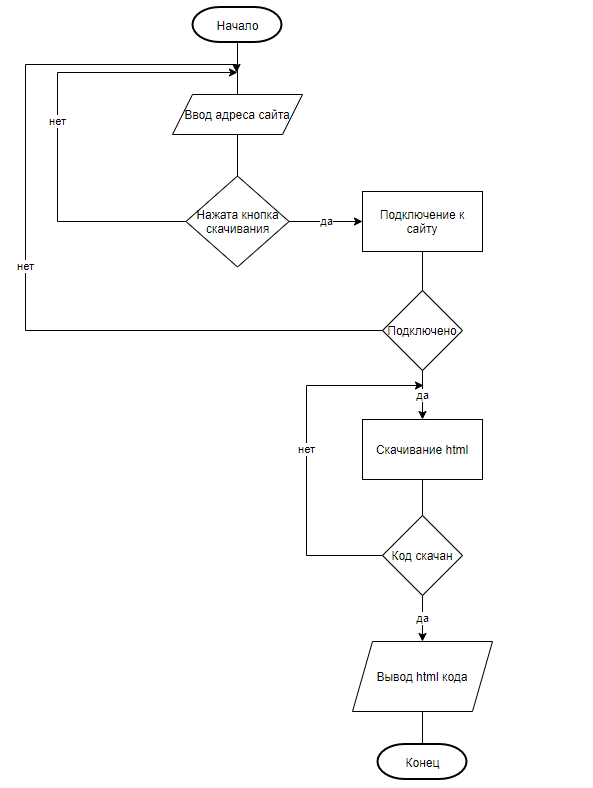 Начало
Ввод адреса сайта
нет
Нажата кнопка
скачивания
да
Подключение к
сайту
нет
Подключено
да
Скачивание html
нет
Код скачан
да
Вывод html кода
Конец